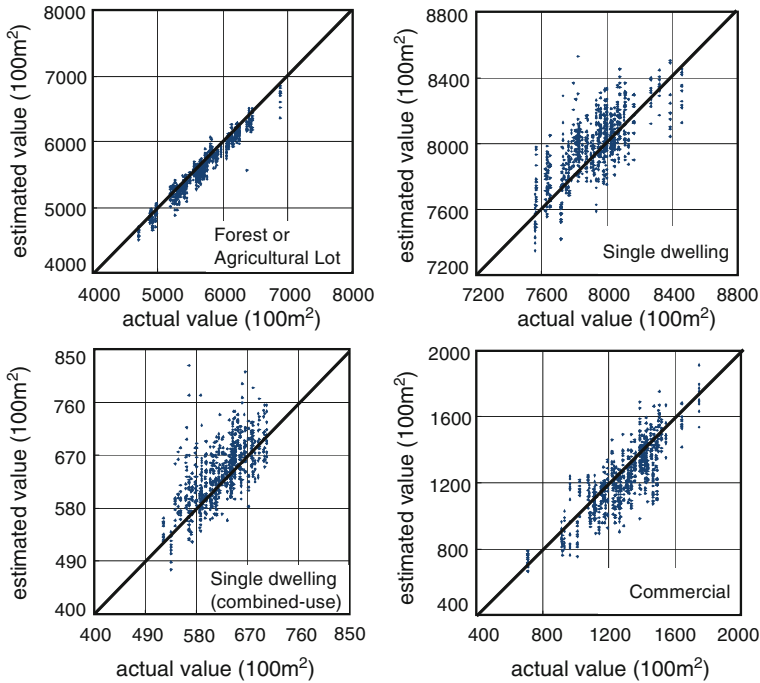 8000
7000
6000
5000
4000
estimated value (100m²)
Forest or
Agricultural Lot
4000 5000 6000 7000 8000
actual value (100m²)
8800
8400
8000
7600
7200
estimated value (100m²)
Single dwelling
7200 7600 8000 8400 8800
actual value (100m²)
850
760
670
580
490
400
estimated value (100m²)
Single dwelling
(combined-use)
400 490 580 670 760 850
actual value (100m²)
2000
1600
1200
800
400
estimated value (100m²)
Commercial
400 800 1200 1600 2000
actual value (100m²)